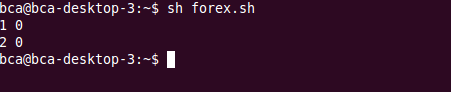 bca@bca-desktop-3:~$ sh forex.sh
1 0
2 0
bca@bca-desktop-3:~$